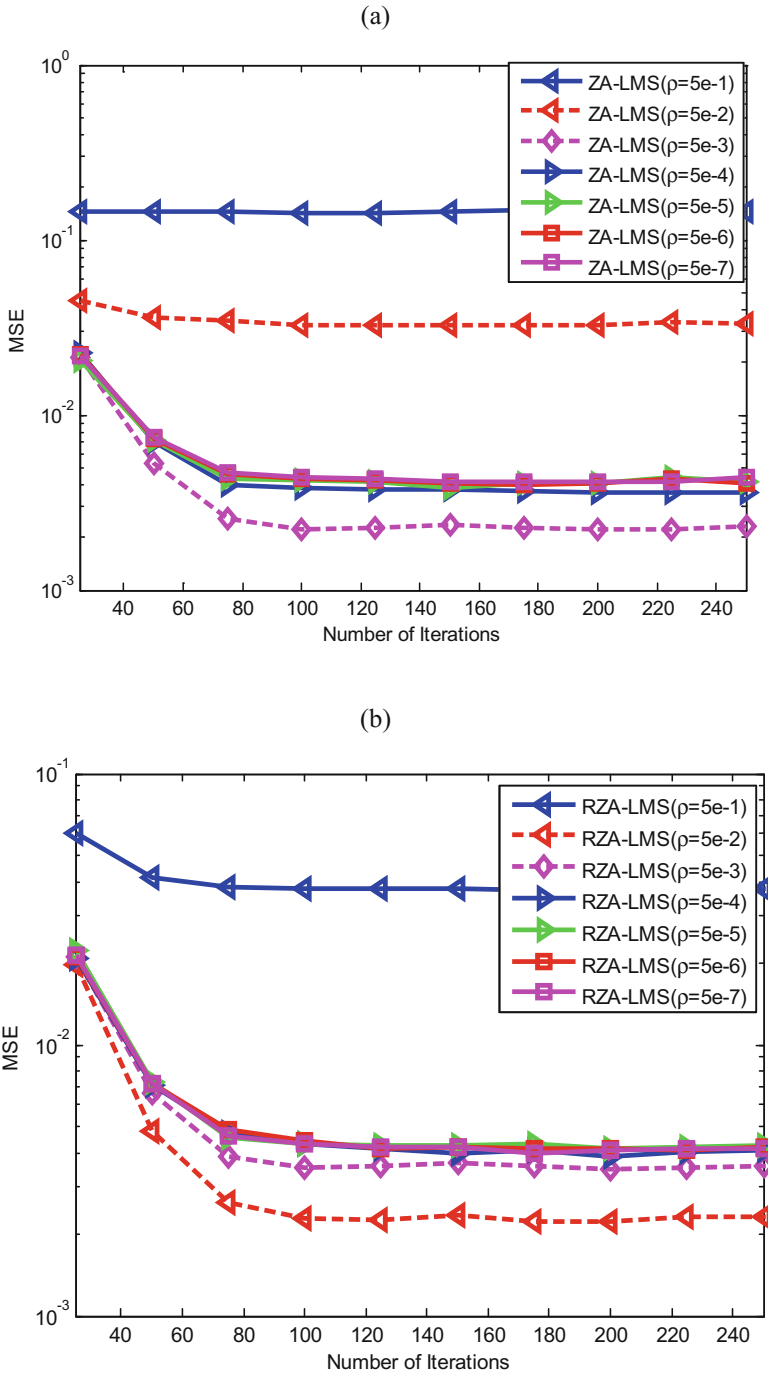 (a)
10^0
10^-1
10^-2
10^-3
MSE
ZA-LMS(ρ=5e-1)
ZA-LMS(ρ=5e-2)
ZA-LMS(ρ=5e-3)
ZA-LMS(ρ=5e-4)
ZA-LMS(ρ=5e-5)
ZA-LMS(ρ=5e-6)
ZA-LMS(ρ=5e-7)
40 60 80 100 120 140 160 180 200 220 240
Number of Iterations
(b)
10^-1
10^-2
10^-3
MSE
RZA-LMS(ρ=5e-1)
RZA-LMS(ρ=5e-2)
RZA-LMS(ρ=5e-3)
RZA-LMS(ρ=5e-4)
RZA-LMS(ρ=5e-5)
RZA-LMS(ρ=5e-6)
RZA-LMS(ρ=5e-7)
40 60 80 100 120 140 160 180 200 220 240
Number of Iterations